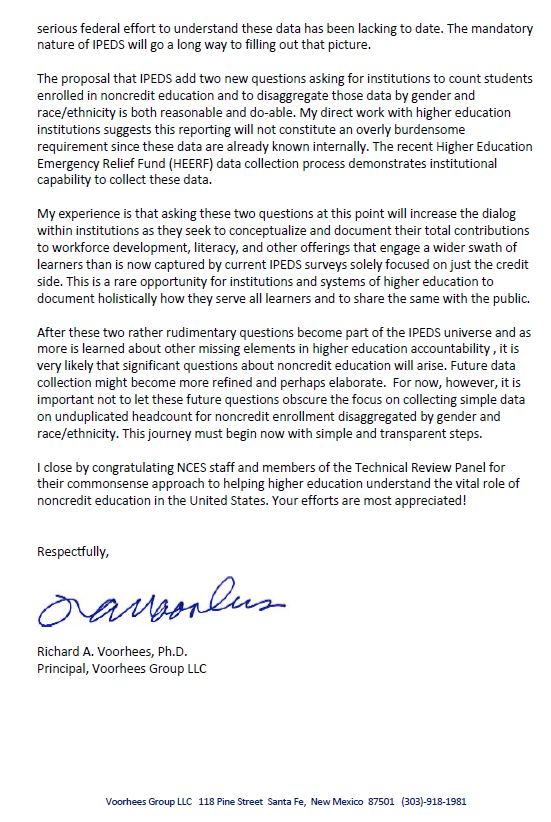 serious federal effort to understand these data has been lacking to date. The mandatory
nature of IPEDS will go a long way to filling out that picture.
The proposal that IPEDS add two new questions asking for institutions to count students
enrolled in noncredit education and to disaggregate those data by gender and
race/ethnicity is both reasonable and do-able. My direct work with higher education
institutions suggests this reporting will not constitute an overly burdensome
requirement since these data are already known internally. The recent Higher Education
Emergency Relief Fund (HEERF) data collection process demonstrates institutional
capability to collect these data.
My experience is that asking these two questions at this point will increase the dialog
within institutions as they seek to conceptualize and document their total contributions
to workforce development, literacy, and other offerings that engage a wider swath of
learners than is now captured by current IPEDS surveys solely focused on just the credit
side. This is a rare opportunity for institutions and systems of higher education to
document holistically how they serve all learners and to share the same with the public.
After these two rather rudimentary questions become part of the IPEDS universe and as
more is learned about other missing elements in higher education accountability , it is
very likely that significant questions about noncredit education will arise. Future data
collection might become more refined and perhaps elaborate.  For now, however, it is
important not to let these future questions obscure the focus on collecting simple data
on unduplicated headcount for noncredit enrollment disaggregated by gender and
race/ethnicity. This journey must begin now with simple and transparent steps.
I close by congratulating NCES staff and members of the Technical Review Panel for
their commonsense approach to helping higher education understand the vital role of
noncredit education in the United States. Your efforts are most appreciated!
Respectfully,
Richard A. Voorhees, Ph.D.
Principal, Voorhees Group LLC
Voorhees Group LLC  118 Pine Street  Santa Fe,  New Mexico  87501  (303)-918-1981